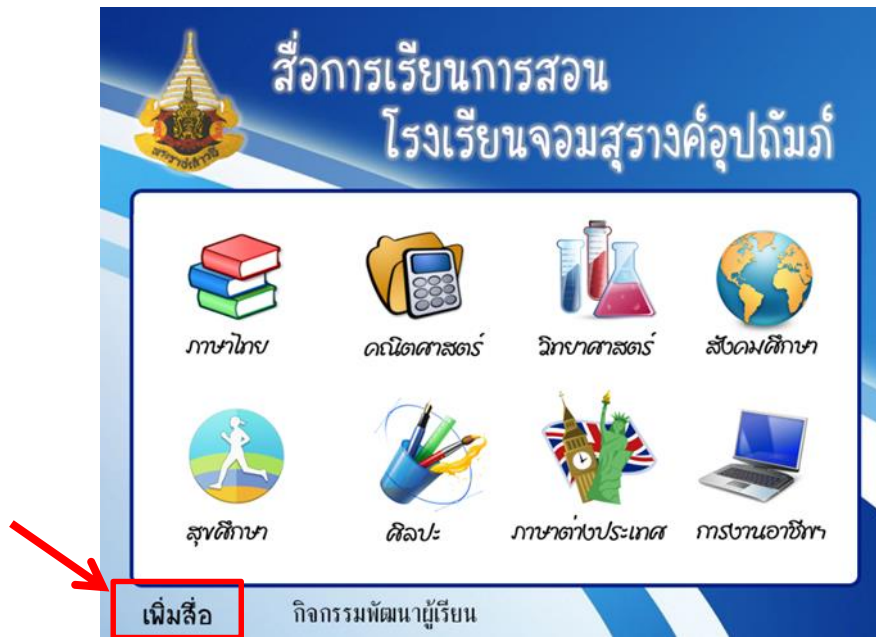 สื่อการเรียนการสอน
โรงเรียนจอมสุรางค์อุปถัมภ์
ภาษาไทย
คณิตศาสตร์
วิทยาศาสตร์
สังคมศึกษา
สุขศึกษา
ศิลปะ
ภาษาต่างประเทศ
การงานอาชีพฯ
เพิ่มสื่อ
กิจกรรมพัฒนาผู้เรียน